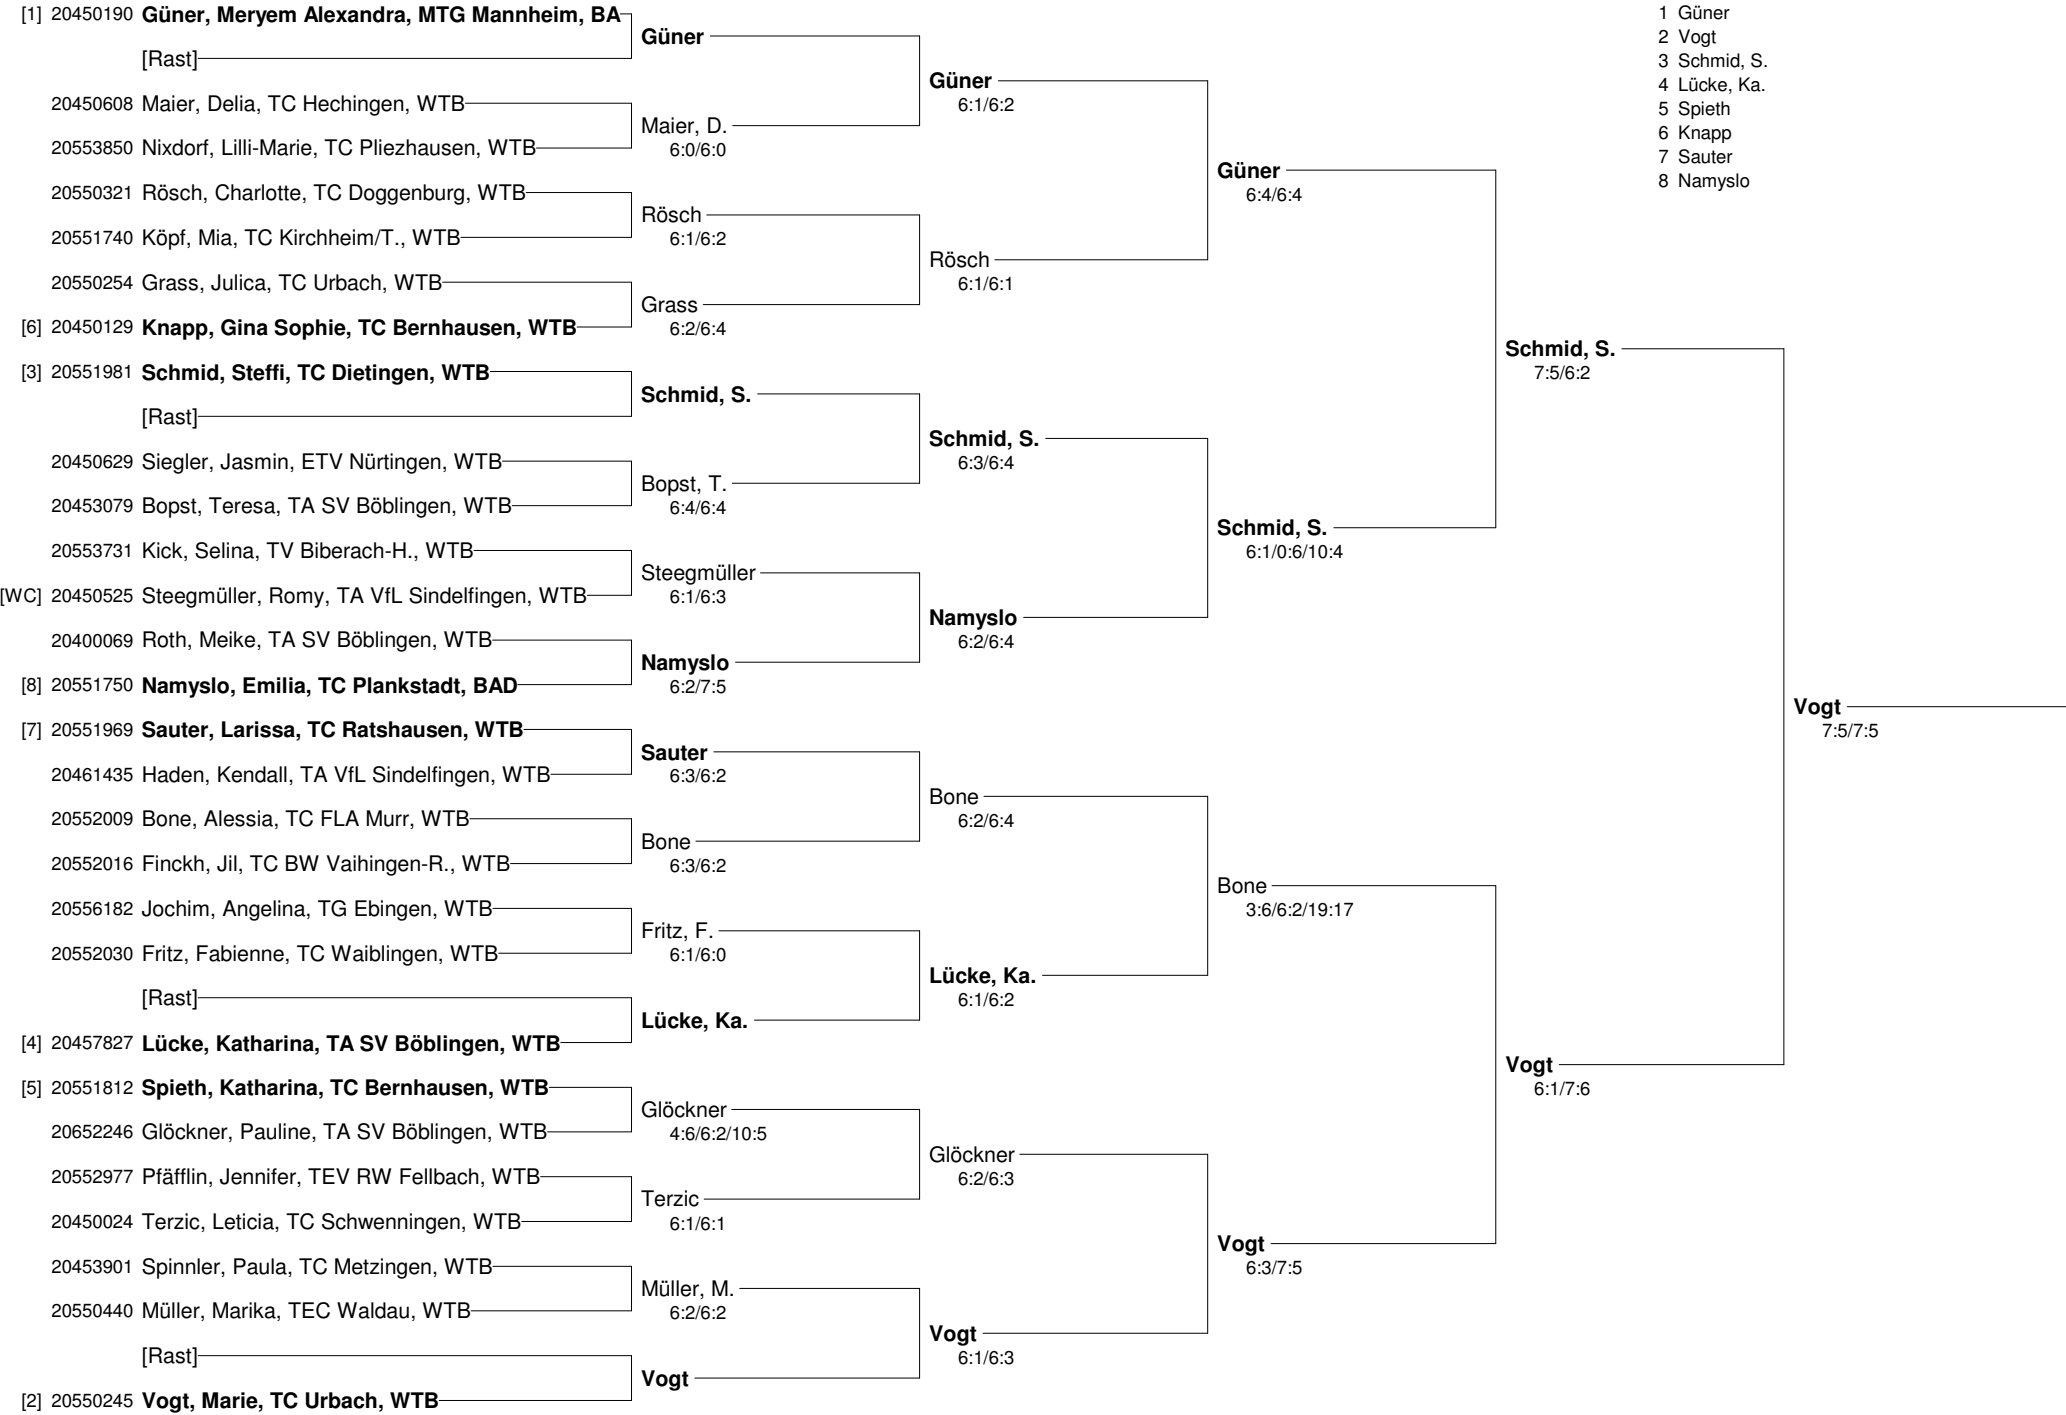 [1] 20450190 Güner, Meryem Alexandra, MTG Mannheim, BA
[Rast]
20450608 Maier, Delia, TC Hechingen, WTB
20553850 Nixdorf, Lilli-Marie, TC Pliezhausen, WTB
20550321 Rösch, Charlotte, TC Doggenburg, WTB
20551740 Köpf, Mia, TC Kirchheim/T., WTB
20550254 Grass, Julica, TC Urbach, WTB
[6] 20450129 Knapp, Gina Sophie, TC Bernhausen, WTB
[3] 20551981 Schmid, Steffi, TC Dietingen, WTB
[Rast]
20450629 Siegler, Jasmin, ETV Nürtingen, WTB
20453079 Bopst, Teresa, TA SV Böblingen, WTB
20553731 Kick, Selina, TV Biberach-H., WTB
[WC] 20450525 Steegmüller, Romy, TA VfL Sindelfingen, WTB
20400069 Roth, Meike, TA SV Böblingen, WTB
[8] 20551750 Namyslo, Emilia, TC Plankstadt, BAD
[7] 20551969 Sauter, Larissa, TC Ratshausen, WTB
20461435 Haden, Kendall, TA VfL Sindelfingen, WTB
20552009 Bone, Alessia, TC FLA Murr, WTB
20552016 Finckh, Jil, TC BW Vaihingen-R., WTB
20556182 Jochim, Angelina, TG Ebingen, WTB
20552030 Fritz, Fabienne, TC Waiblingen, WTB
[Rast]
[4] 20457827 Lücke, Katharina, TA SV Böblingen, WTB
[5] 20551812 Spieth, Katharina, TC Bernhausen, WTB
20652246 Glöckner, Pauline, TA SV Böblingen, WTB
20552977 Pfäfflin, Jennifer, TEV RW Fellbach, WTB
20450024 Terzic, Leticia, TC Schwenningen, WTB
20453901 Spinnler, Paula, TC Metzingen, WTB
20550440 Müller, Marika, TEC Waldau, WTB
[Rast]
[2] 20550245 Vogt, Marie, TC Urbach, WTB
Güner
Maier, D.
6:0/6:0
Rösch
6:1/6:2
Grass
6:2/6:4
Schmid, S.
Bopst, T.
6:4/6:4
Steegmüller
6:1/6:3
Namyslo
6:2/7:5
Sauter
6:3/6:2
Bone
6:3/6:2
Fritz, F.
6:1/6:0
Lücke, Ka.
Glöckner
4:6/6:2/10:5
Terzic
6:1/6:1
Müller, M.
6:2/6:2
Vogt
Güner
6:1/6:2
Rösch
6:1/6:1
Schmid, S.
6:3/6:4
Namyslo
6:2/6:4
Bone
6:2/6:4
Lücke, Ka.
6:1/6:2
Glöckner
6:2/6:3
Vogt
6:1/6:3
Güner
6:4/6:4
Schmid, S.
6:1/0:6/10:4
Bone
3:6/6:2/19:17
Vogt
6:3/7:5
Schmid, S.
7:5/6:2
Vogt
6:1/7:6
Vogt
7:5/7:5
1 Güner
2 Vogt
3 Schmid, S.
4 Lücke, Ka.
5 Spieth
6 Knapp
7 Sauter
8 Namyslo